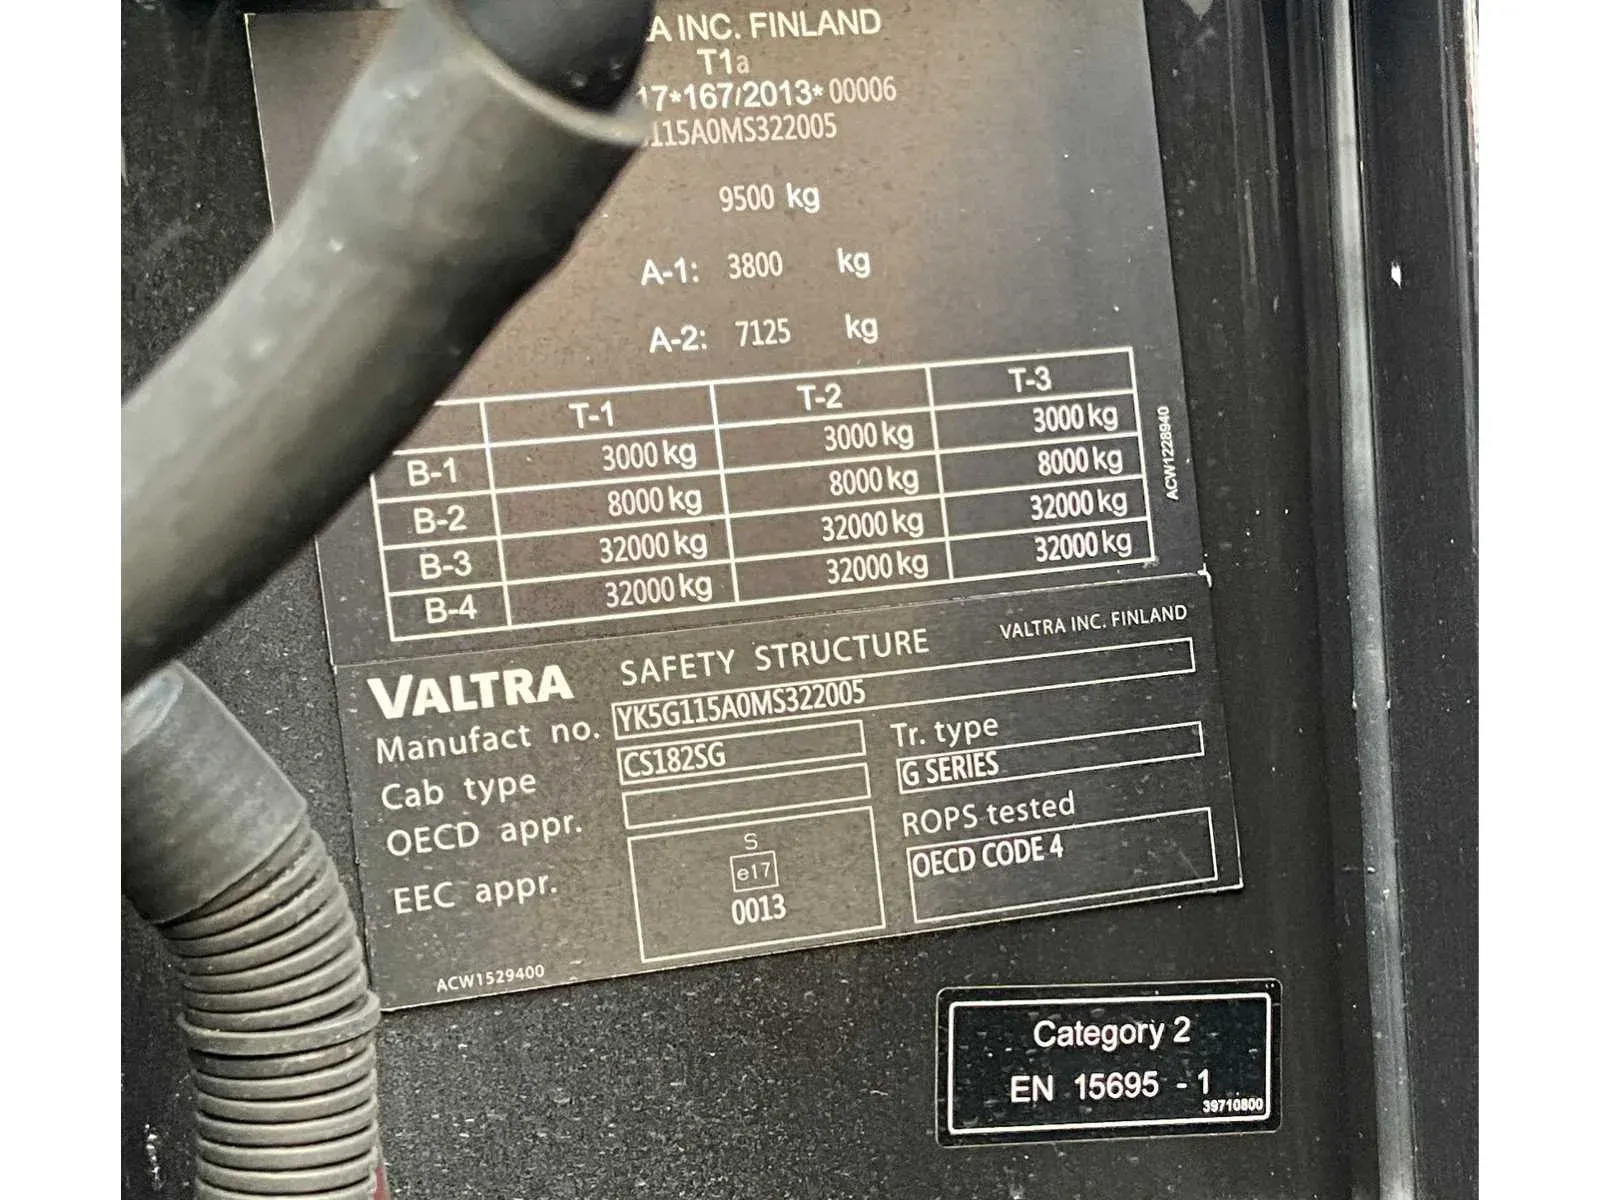 INC. FINLAND
T1a
17*167/2013*00006
115A0MS322005
9500 kg
A-1: 3800 kg
A-2: 7125 kg
T-1 T-2 T-3
B-1 3000 kg 3000 kg 3000 kg
B-2 8000 kg 8000 kg 8000 kg
B-3 32000 kg 32000 kg 32000 kg
B-4 32000 kg 32000 kg 32000 kg
ACW1228940
VALTRA SAFETY STRUCTURE VALTRA INC. FINLAND
Manufact no. YK5G115A0MS322005
Cab type CS182SG Tr. type
G SERIES
OECD appr. ROPS tested
OECD CODE 4
EEC appr. S
e17
0013
ACW1529400
Category 2
EN 15695 - 1
39710800